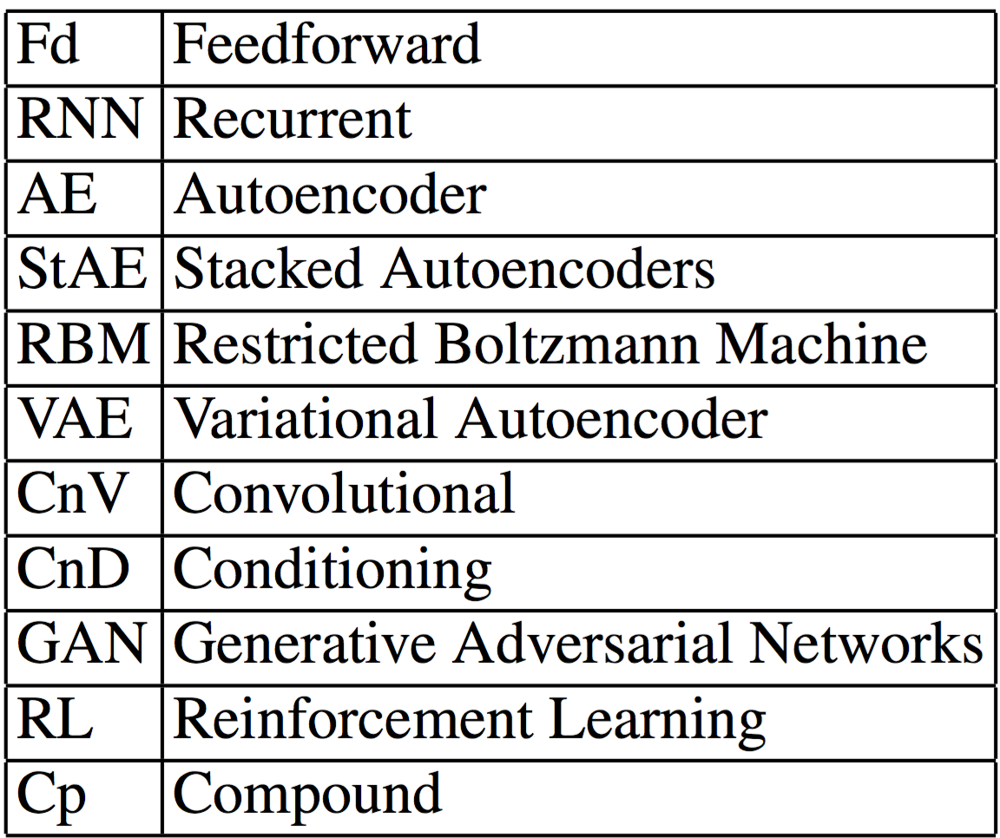 Fd Feedforward
RNN Recurrent
AE Autoencoder
StAE Stacked Autoencoders
RBM Restricted Boltzmann Machine
VAE Variational Autoencoder
CnV Convolutional
CnD Conditioning
GAN Generative Adversarial Networks
RL Reinforcement Learning
Cp Compound